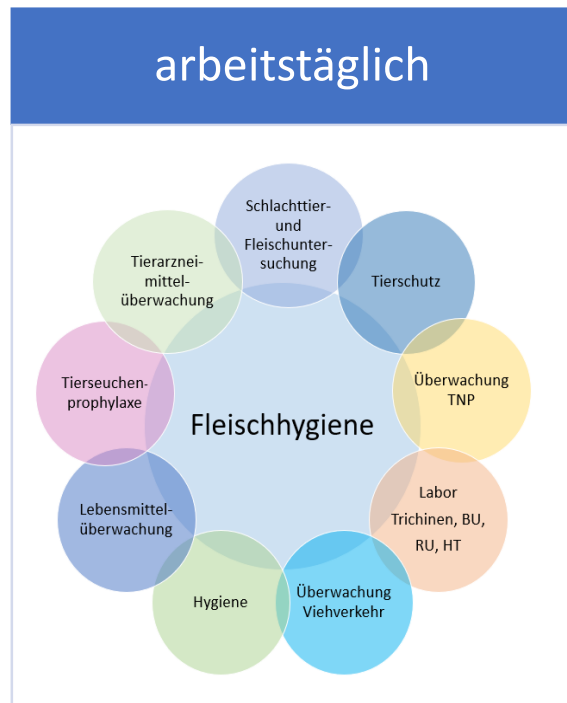 arbeitstäglich
Schlachttier-
und
Fleischunter-
suchung
Tierschutz
Überwachung
TNP
Labor
Trichinen, BU,
RU, HT
Überwachung
Viehverkehr
Hygiene
Lebensmittel-
überwachung
Tierseuchen-
prophylaxe
Tierarznei-
mittel-
überwachung
Fleischhygiene